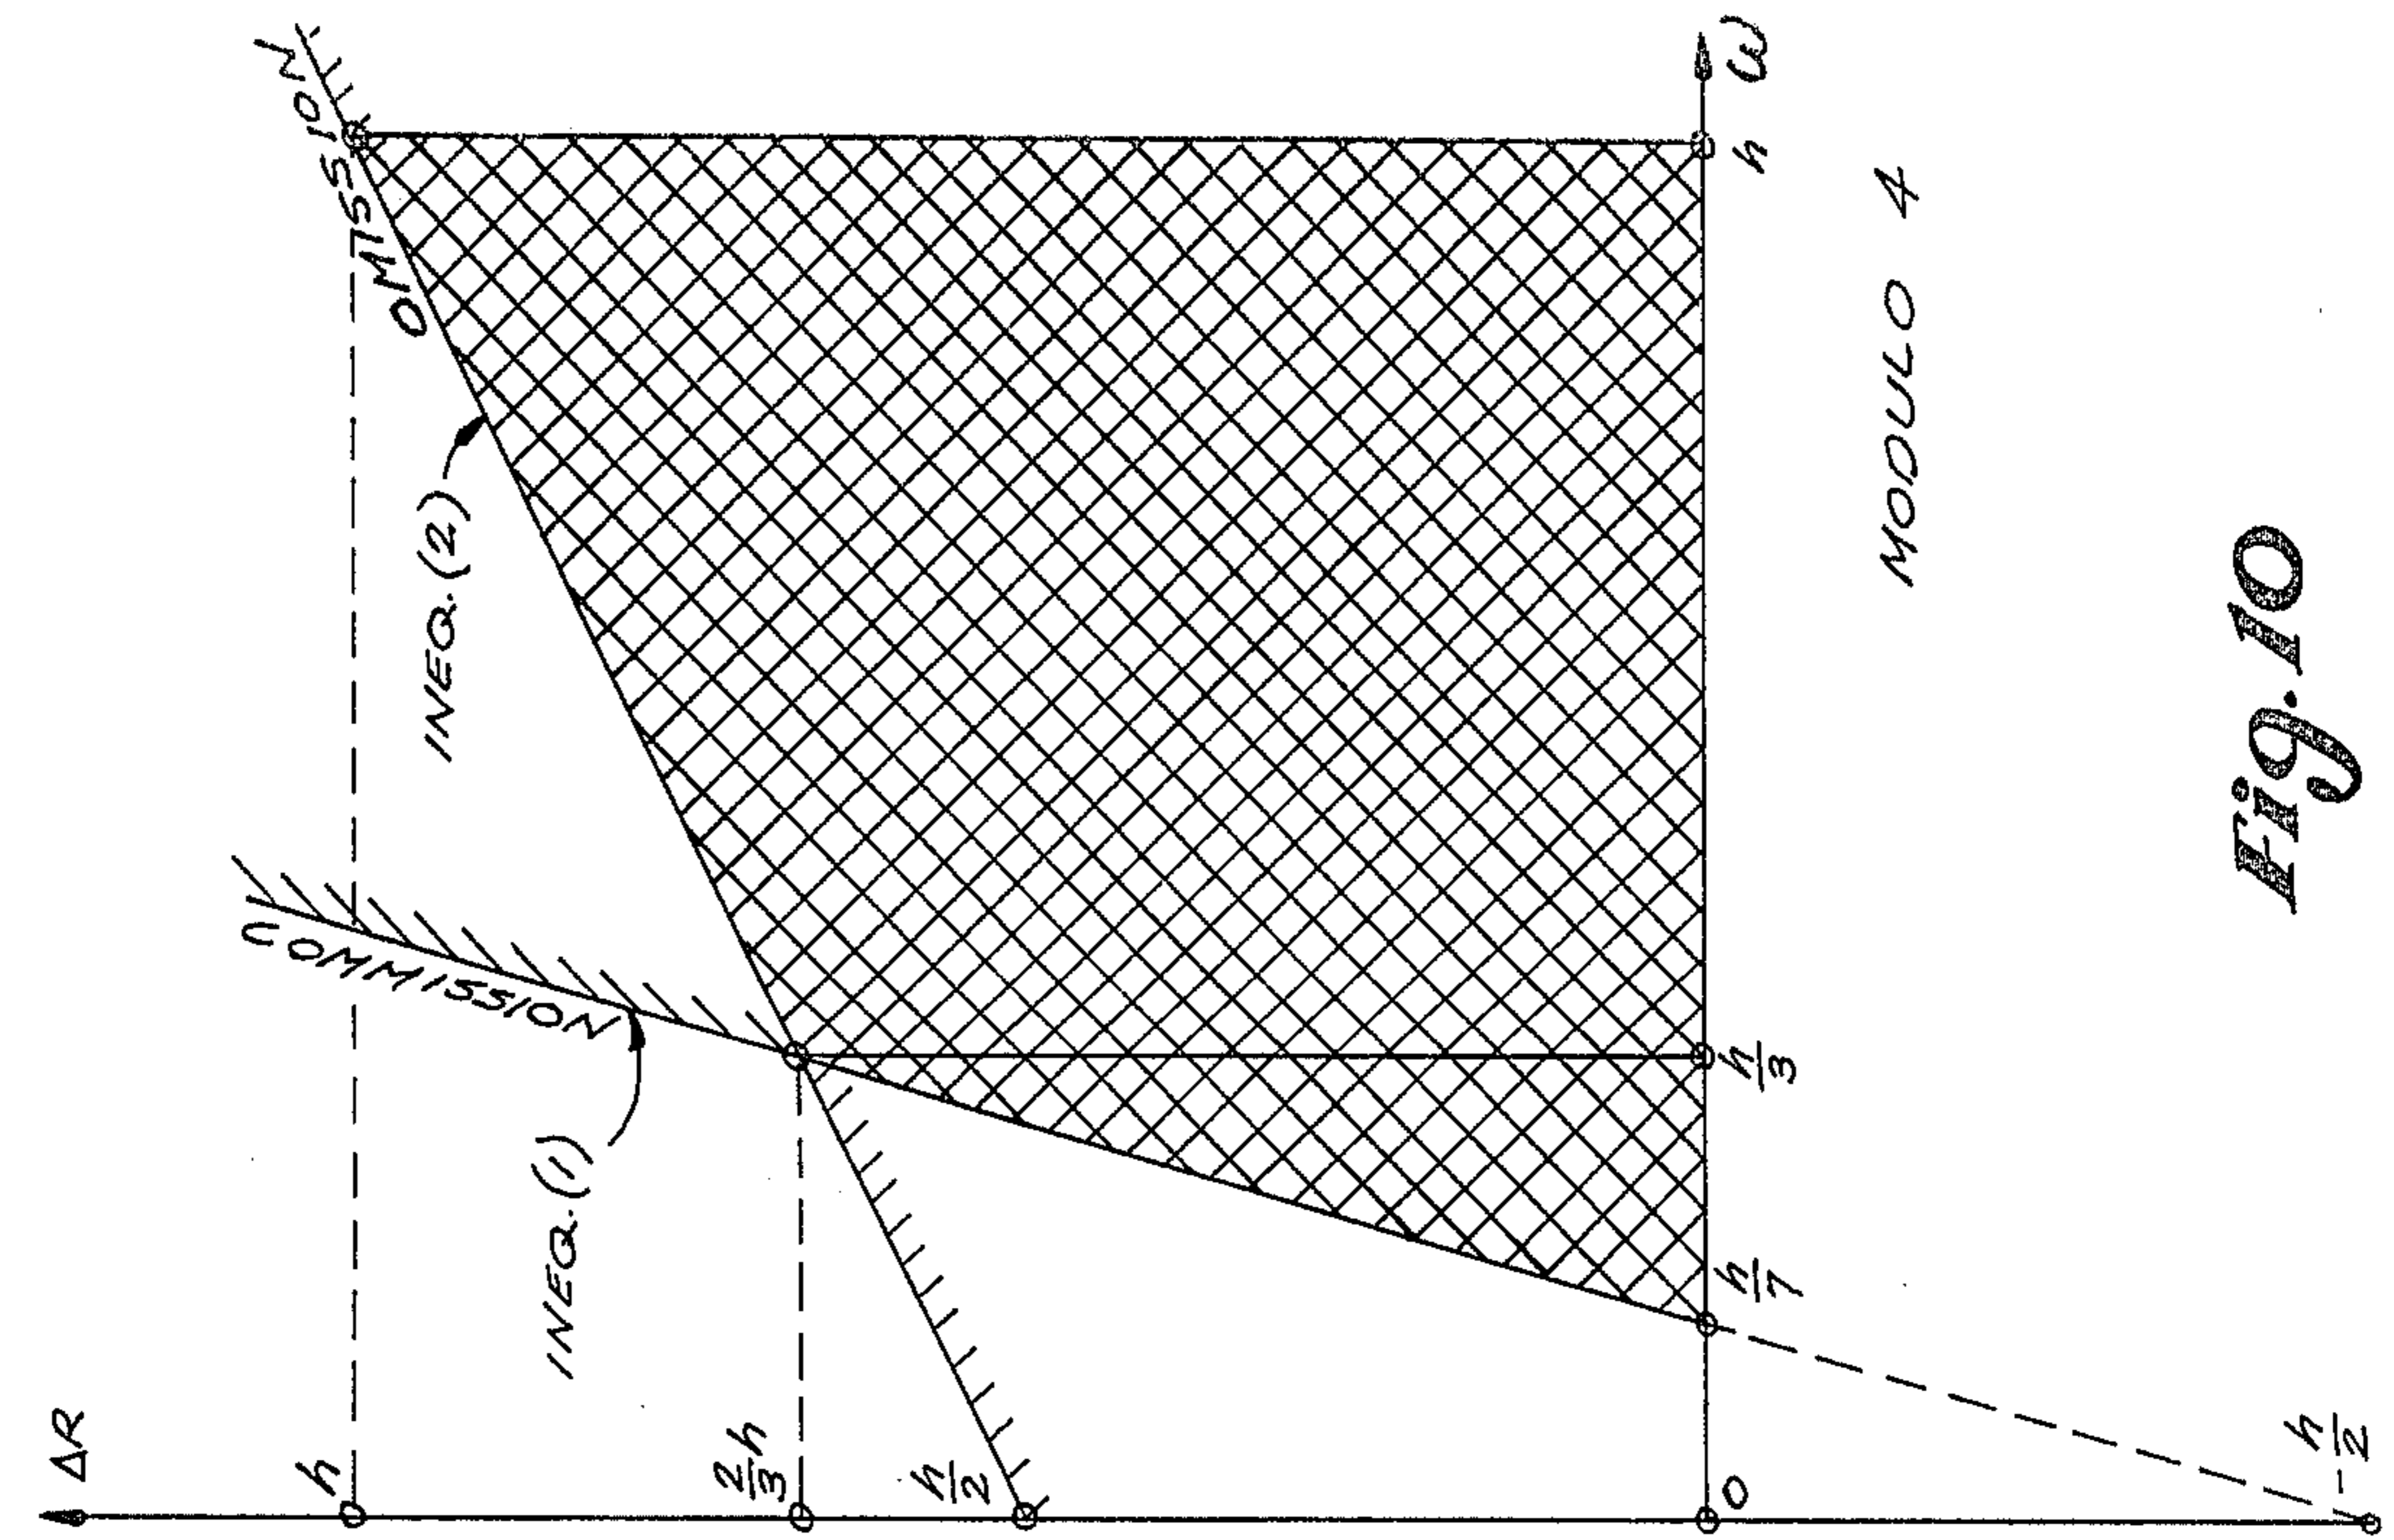 ΔR
h
2/3 h
h/2
0
-h/2
COMMISSION
INEQ. (1)
OMISSION
INEQ. (2)
h/7
h/3
h
ω
MODULO 4
Fig. 10